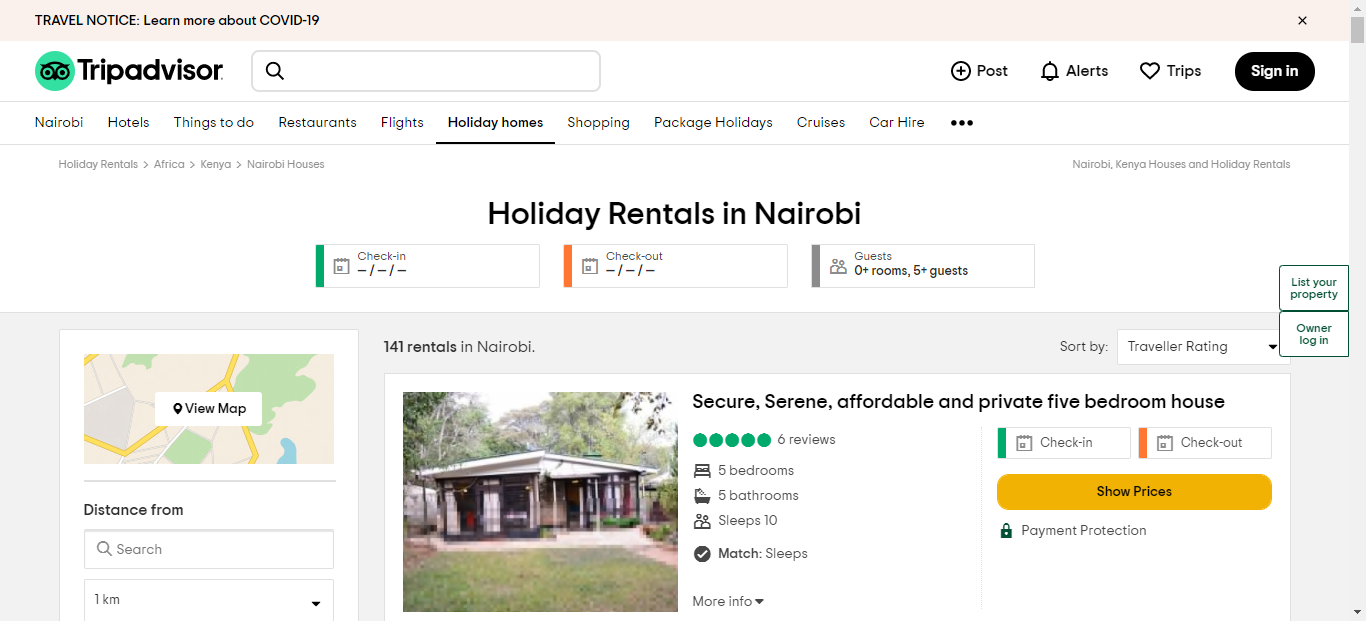 TRAVEL NOTICE: Learn more about COVID-19
Tripadvisor
Post
Alerts
Trips
Sign in
Nairobi
Hotels
Things to do
Restaurants
Flights
Holiday homes
Shopping
Package Holidays
Cruises
Car Hire
Holiday Rentals > Africa > Kenya > Nairobi Houses
Nairobi, Kenya Houses and Holiday Rentals
Holiday Rentals in Nairobi
Check-in
– / – / –
Check-out
– / – / –
Guests
0+ rooms, 5+ guests
List your
property
Owner
log in
View Map
Distance from
Search
1 km
141 rentals in Nairobi.
Sort by:
Traveller Rating
Secure, Serene, affordable and private five bedroom house
6 reviews
5 bedrooms
5 bathrooms
Sleeps 10
Match: Sleeps
More info
Check-in
Check-out
Show Prices
Payment Protection